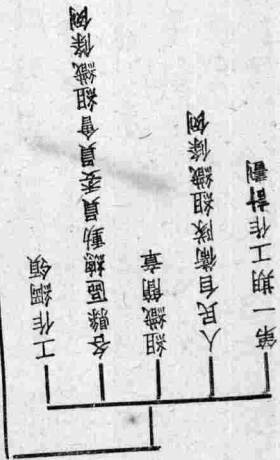 工作綱領
各縣區總動員委員會組織條例
組織簡章
人民自衛隊組織條例
第一期工作計劃